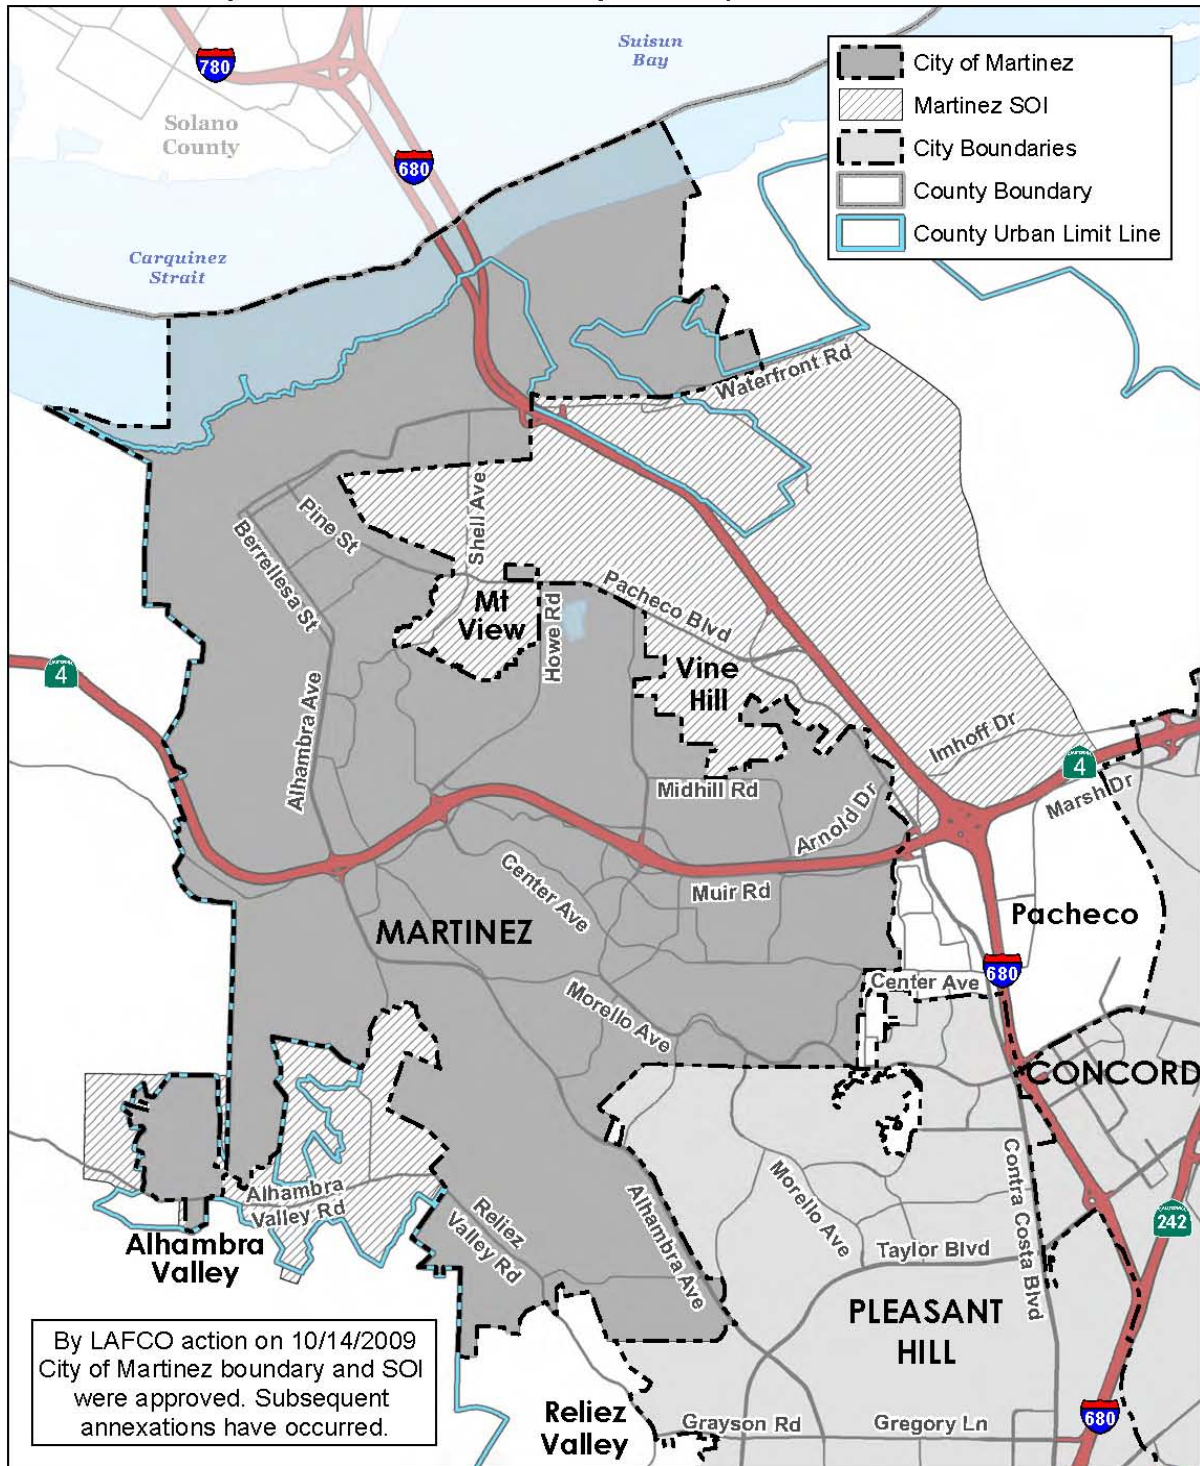 Suisun
Bay
780
Solano
County
680
City of Martinez
Martinez SOI
City Boundaries
County Boundary
County Urban Limit Line
Carquinez
Strait
Waterfront Rd
Shell Ave
Pine St
Berrellesa St
Mt
View
Howe Rd
Pacheco Blvd
Vine
Hill
4
Alhambra Ave
Imhoff Dr
4
Midhill Rd
Marsh Dr
Arnold Dr
Center Ave
Muir Rd
MARTINEZ
Pacheco
680
Center Ave
Morello Ave
CONCORD
Alhambra
Valley Rd
Reliez
Valley Rd
Alhambra Ave
Morello Ave
Contra Costa Blvd
242
Taylor Blvd
Alhambra
Valley
PLEASANT
HILL
By LAFCO action on 10/14/2009
City of Martinez boundary and SOI
were approved. Subsequent
annexations have occurred.
Reliez
Valley
Grayson Rd
Gregory Ln
680